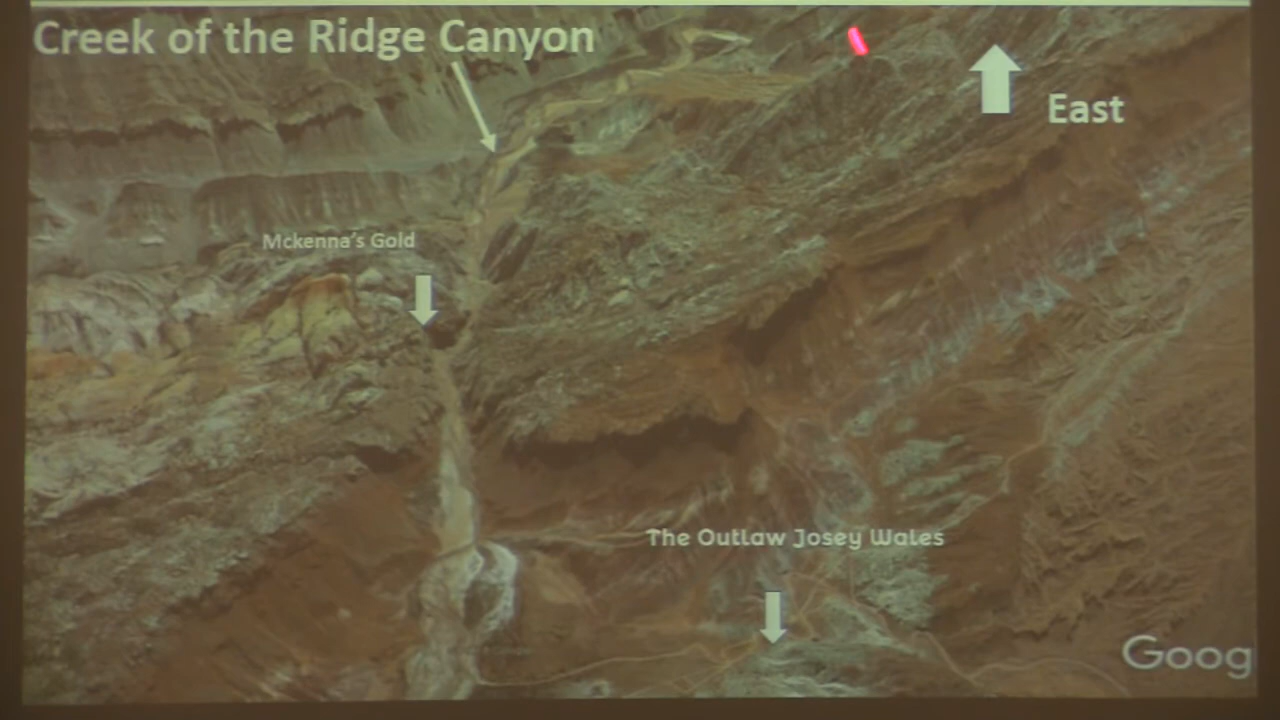 Creek of the Ridge Canyon
East
Mckenna's Gold
The Outlaw Josey Wales
Goog